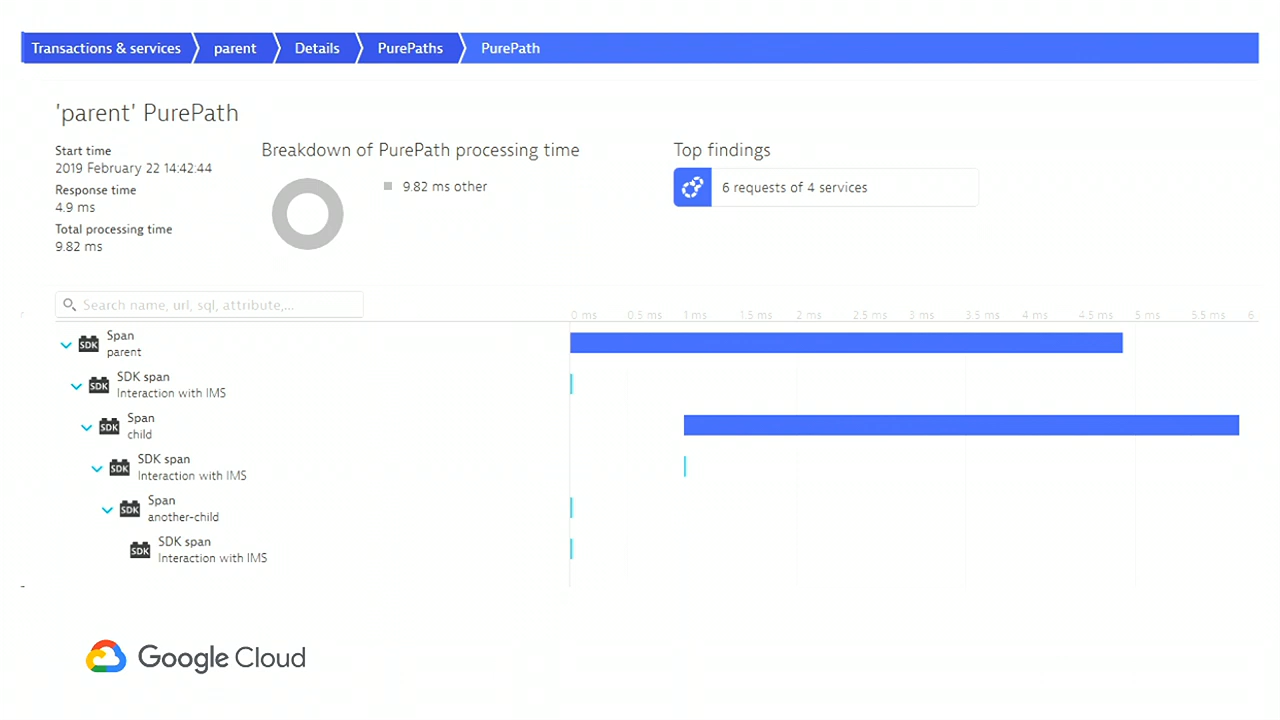 Transactions & services parent Details PurePaths PurePath
'parent' PurePath
Start time
2019 February 22 14:42:44
Response time
4.9 ms
Total processing time
9.82 ms
Breakdown of PurePath processing time
9.82 ms other
Top findings
6 requests of 4 services
Search name, url, sql, attribute,...
0 ms 0.5 ms 1 ms 1.5 ms 2 ms 2.5 ms 3 ms 3.5 ms 4 ms 4.5 ms 5 ms 5.5 ms 6
SDK Span
parent
SDK SDK span
Interaction with IMS
SDK Span
child
SDK SDK span
Interaction with IMS
SDK Span
another-child
SDK SDK span
Interaction with IMS
Google Cloud